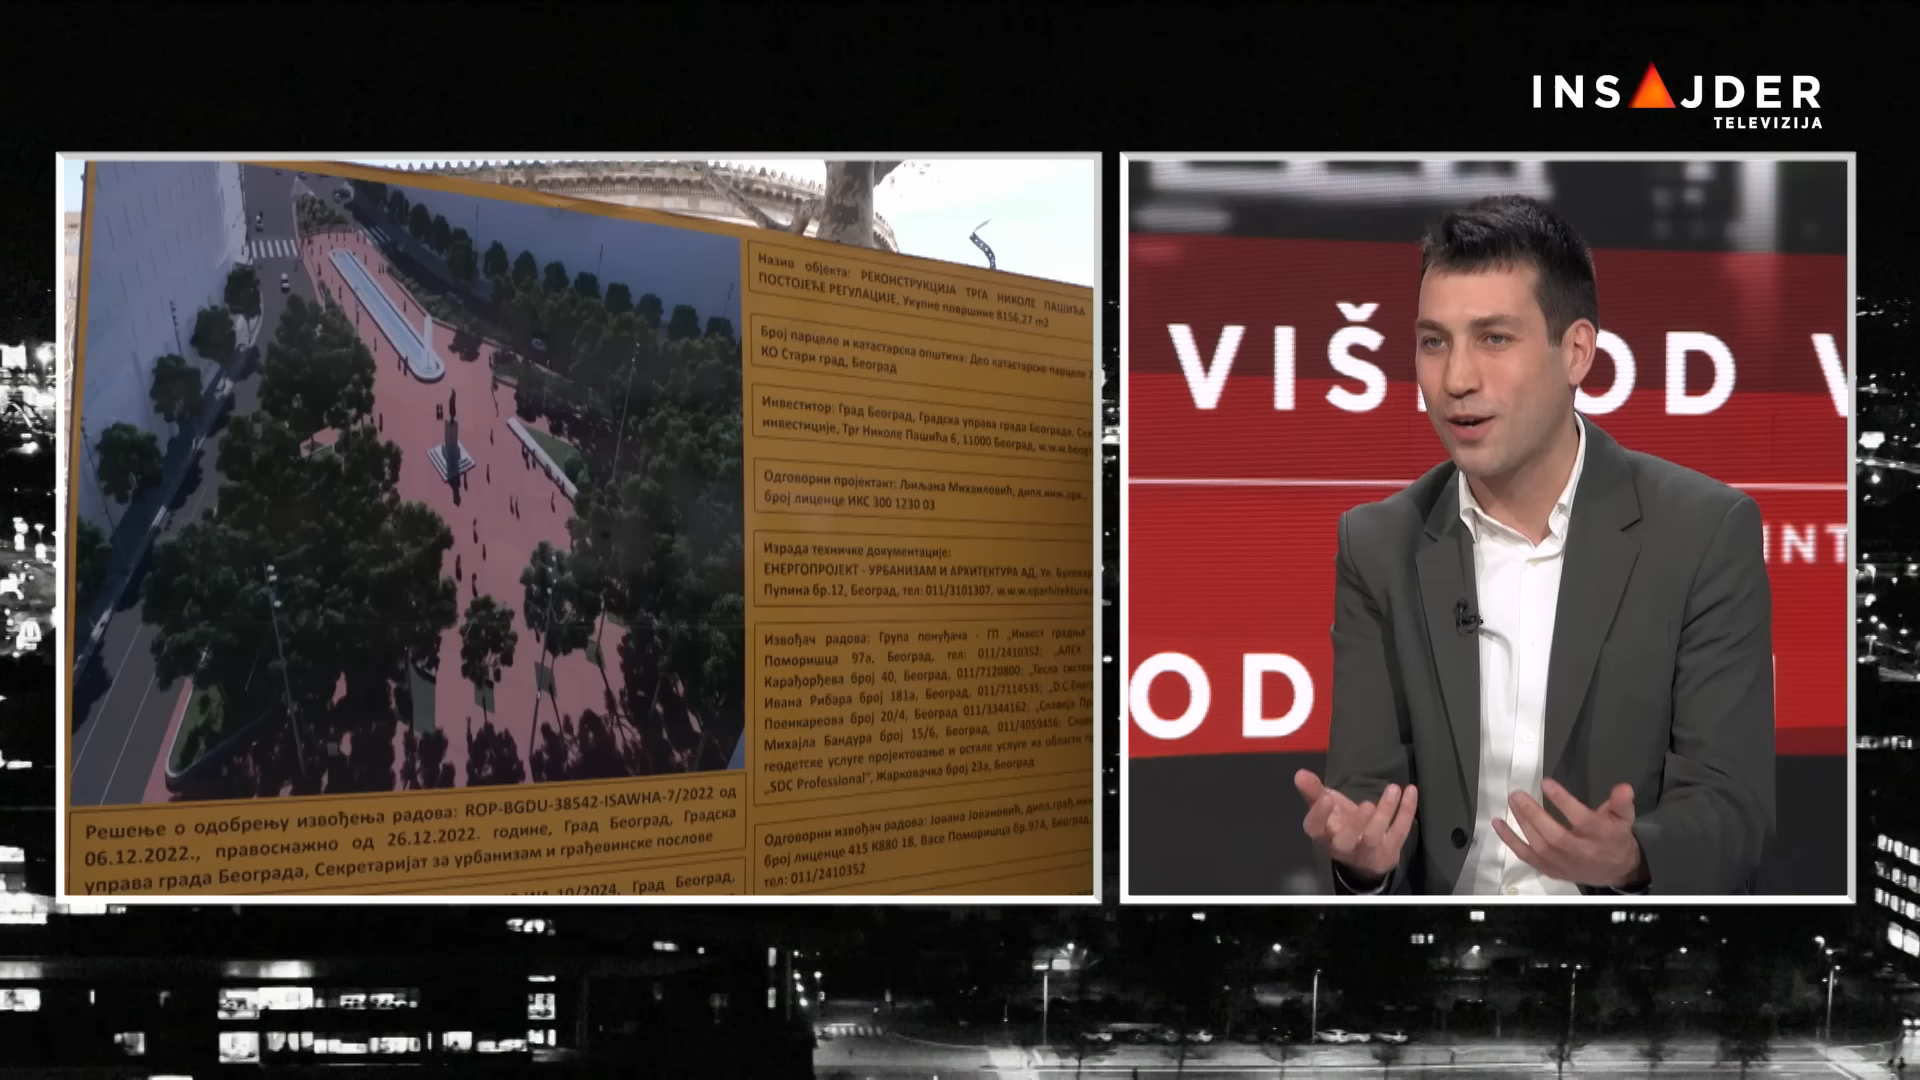 INSAJDER
TELEVIZIJA
Назив објекта: РЕКОНСТРУКЦИЈА ТРГА НИКОЛЕ ПАШИЋА
ПОСТОЈЕЋЕ РЕГУЛАЦИЈЕ, Укупне површине 8156,27 m2
Број парцеле и катастарска општина: Део катастарске парцеле
КО Стари град, Београд
Инвеститор: Град Београд, Градска управа града Београда,
инвестиције, Трг Николе Пашића 6, 11000 Београд,
Одговорни пројектант: Љиљана Михаиловић, дипл.инж.арх.,
број лиценце ИКС 300 1230 03
Израда техничке документације:
ЕНЕРГОПРОЈЕКТ - УРБАНИЗАМ И АРХИТЕКТУРА АД, Ул.
Пупина бр.12, Београд, тел: 011/3101307,
Извођач радова: Група понуђача - ГП „Инвест градња
Поморишца 97а, Београд, тел: 011/2410352; „АЛЕХ
Карађорђева број 40, Београд, 011/7120800; „Тесла
Ивана Рибара број 181а, Београд, 011/7114535;
Поенкареова број 20/4, Београд 011/3344162; „Славија
Михајла Бандура број 15/6, Београд, 011/4059456;
геодетске услуге пројектовање и остале услуге из области
„SDC Professional”, Жарковачка број 23а, Београд
Одговорни извођач радова: Јована Јовановић,
број лиценце 415 К880 18, Васе Поморишца бр.97А, Београд,
тел: 011/2410352
Решење о одобрењу извођења радова: ROP-BGDU-38542-ISAWHA-7/2022 од
06.12.2022., правоснажно од 26.12.2022. године, Град Београд, Градска
управа града Београда, Секретаријат за урбанизам и грађевинске послове
10/2024, Град Београд,
VIŠ OD V
INT
OD